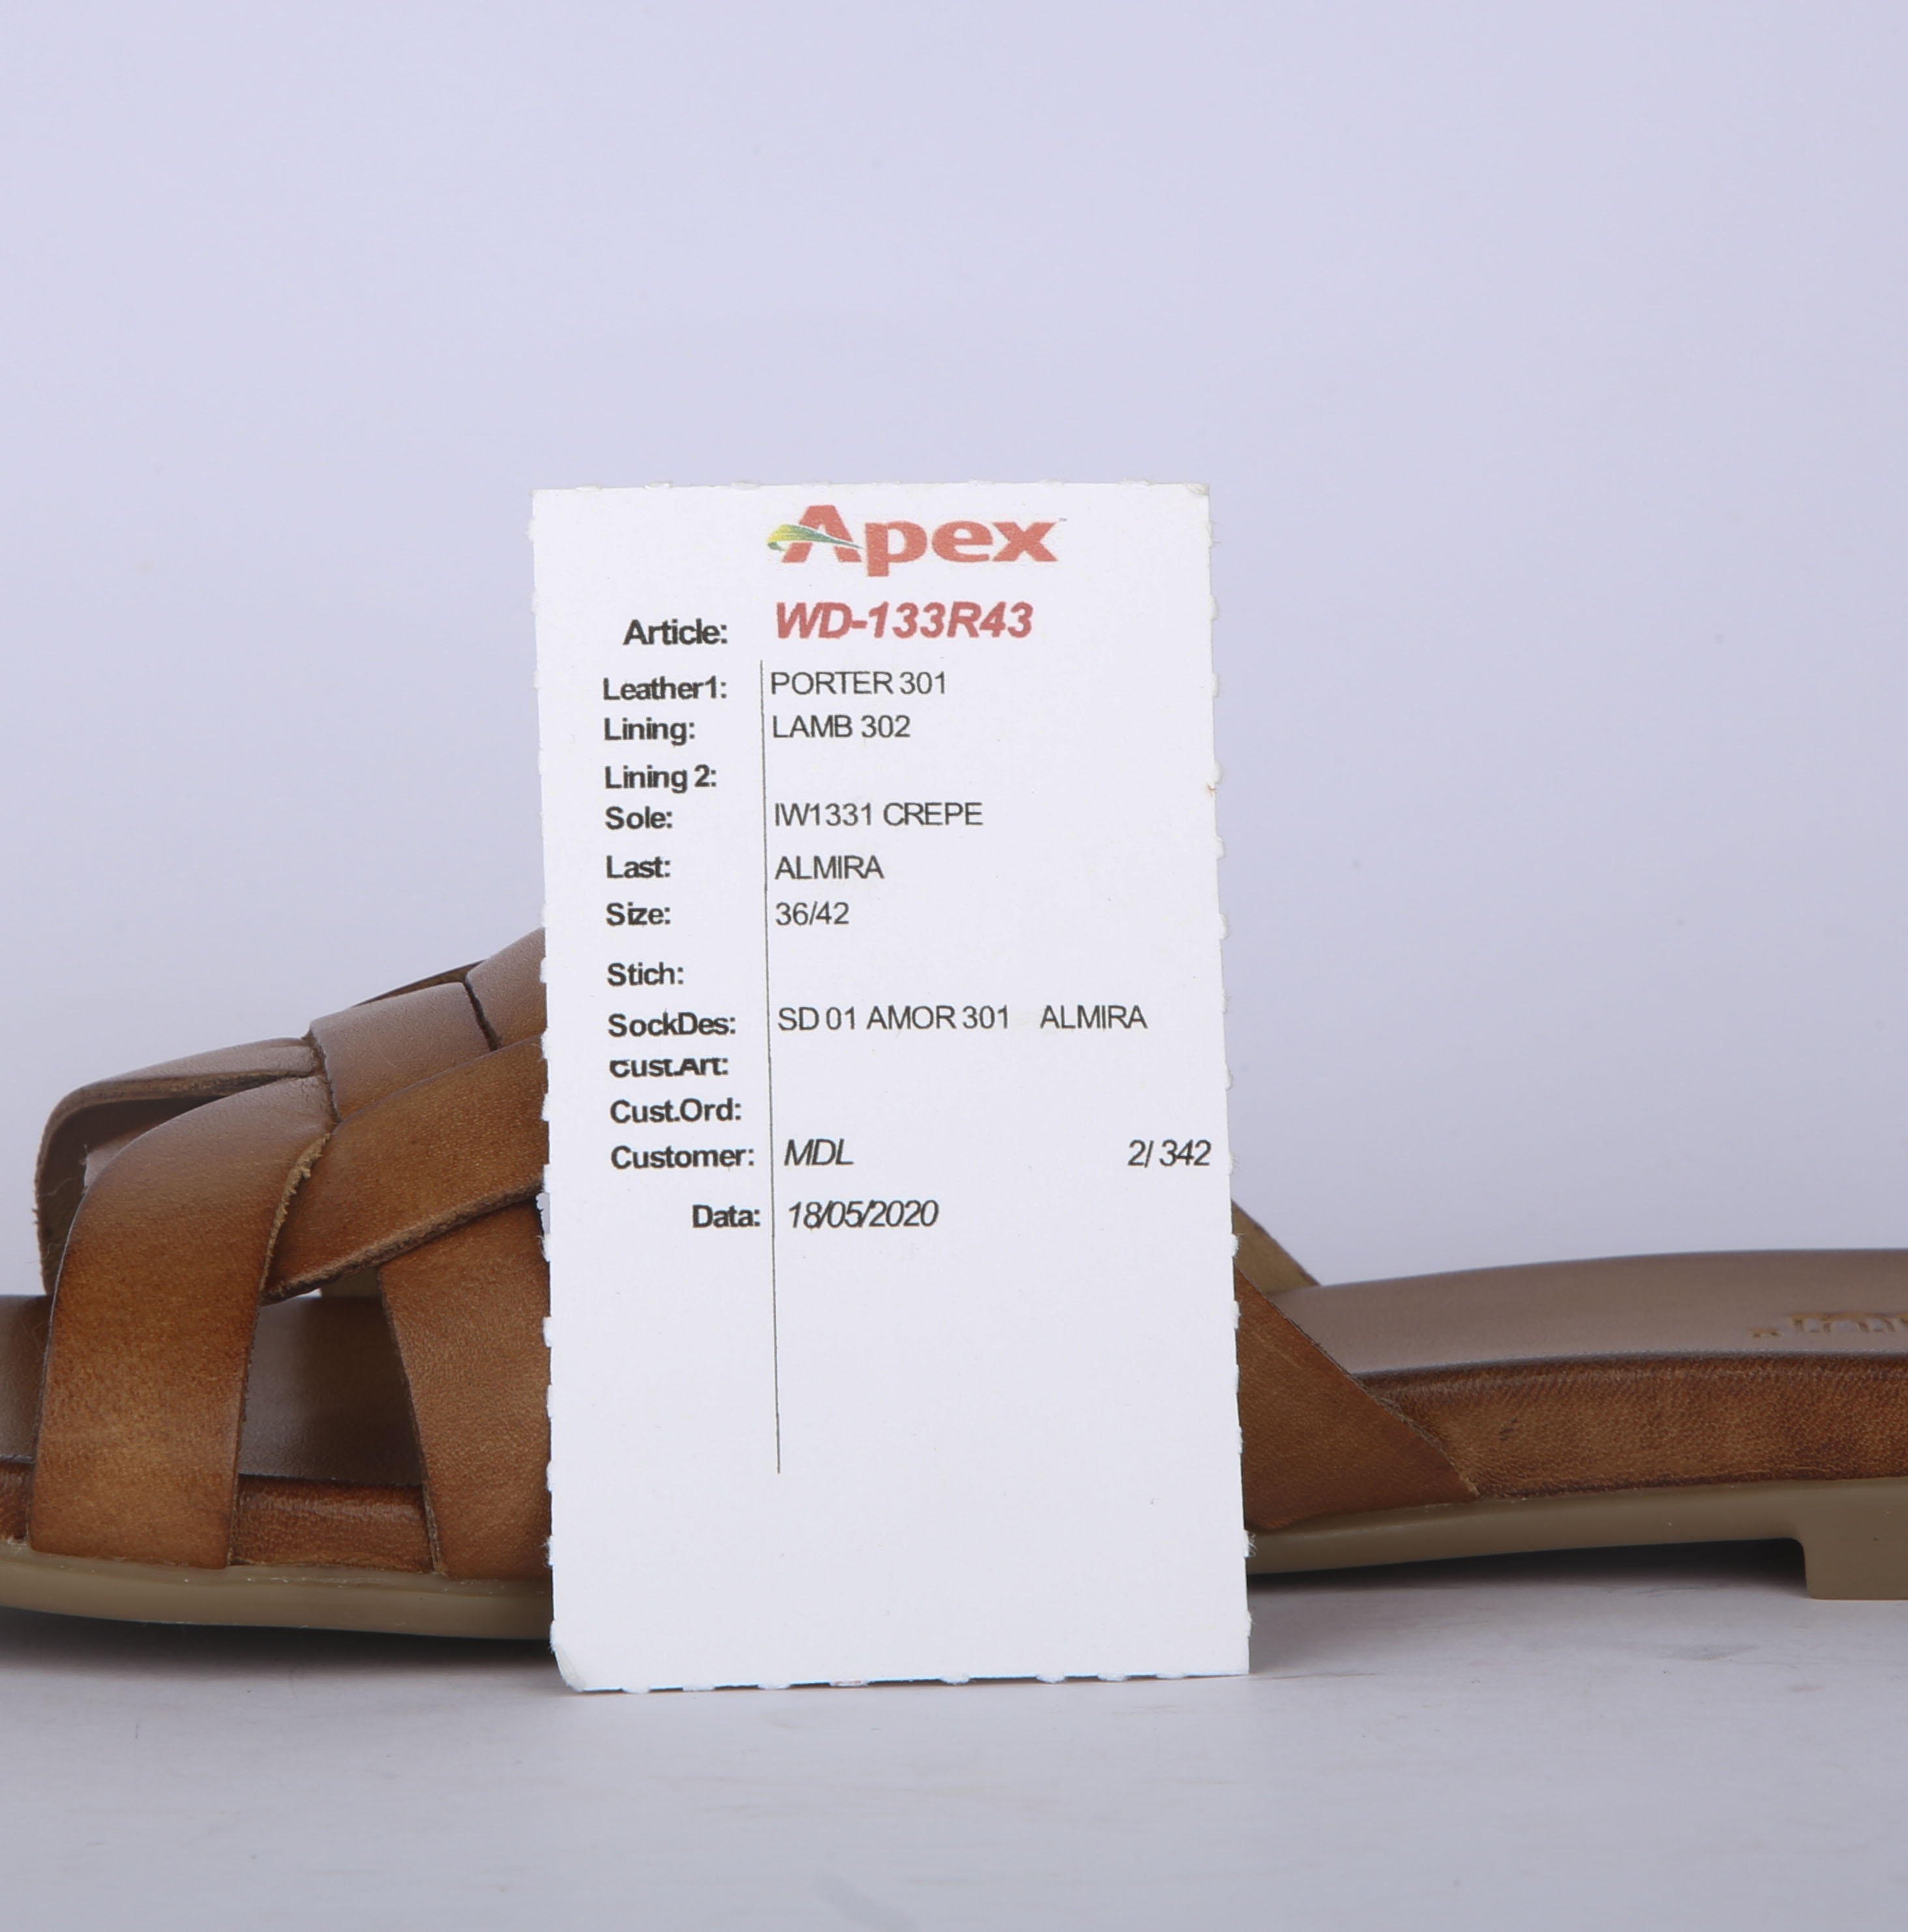 Apex
Article: WD-133R43
Leather1: PORTER 301
Lining: LAMB 302
Lining 2:
Sole: IW1331 CREPE
Last: ALMIRA
Size: 36/42
Stich:
SockDes: SD 01 AMOR 301 ALMIRA
Cust.Art:
Cust.Ord:
Customer: MDL 2/ 342
Data: 18/05/2020